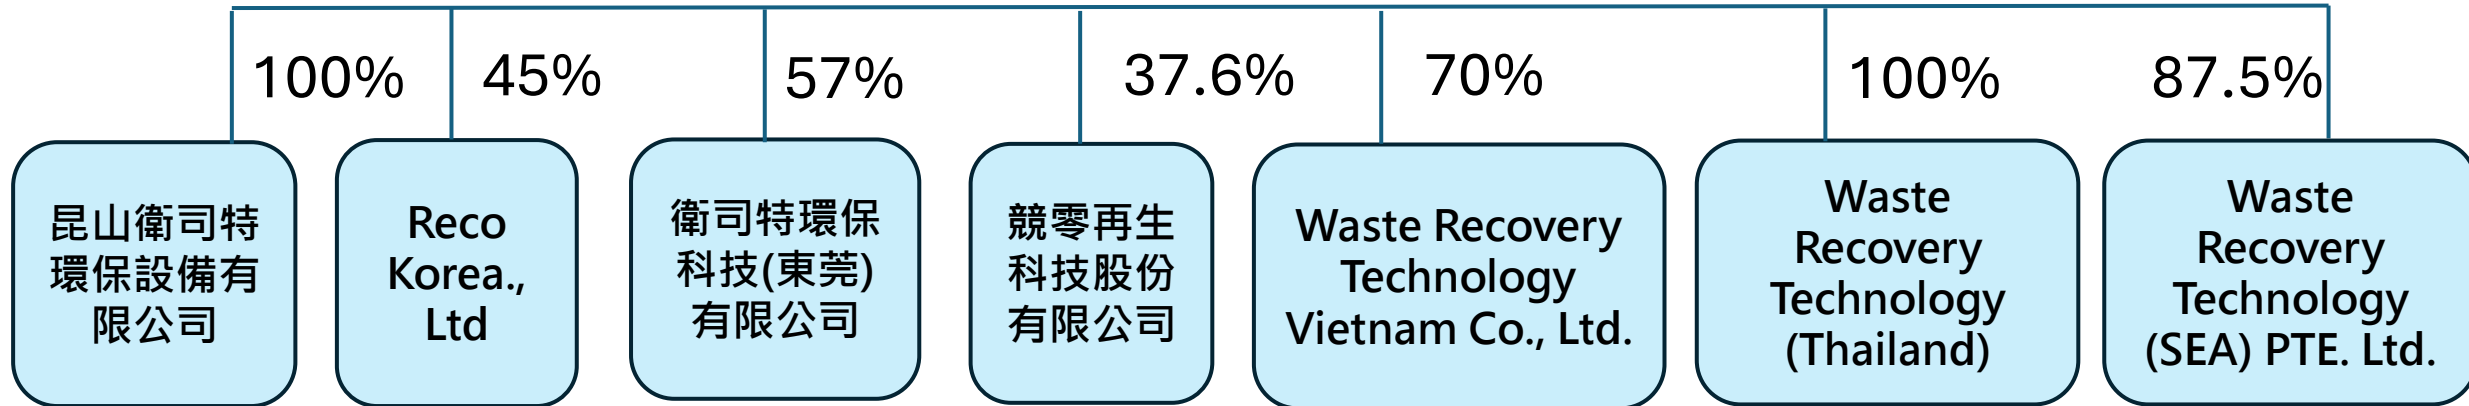 100%
45%
57%
37.6%
70%
100%
87.5%
昆山衛司特
環保設備有
限公司
Reco
Korea.,
Ltd
衛司特環保
科技(東莞)
有限公司
競零再生
科技股份
有限公司
Waste Recovery
Technology
Vietnam Co., Ltd.
Waste
Recovery
Technology
(Thailand)
Waste
Recovery
Technology
(SEA) PTE. Ltd.